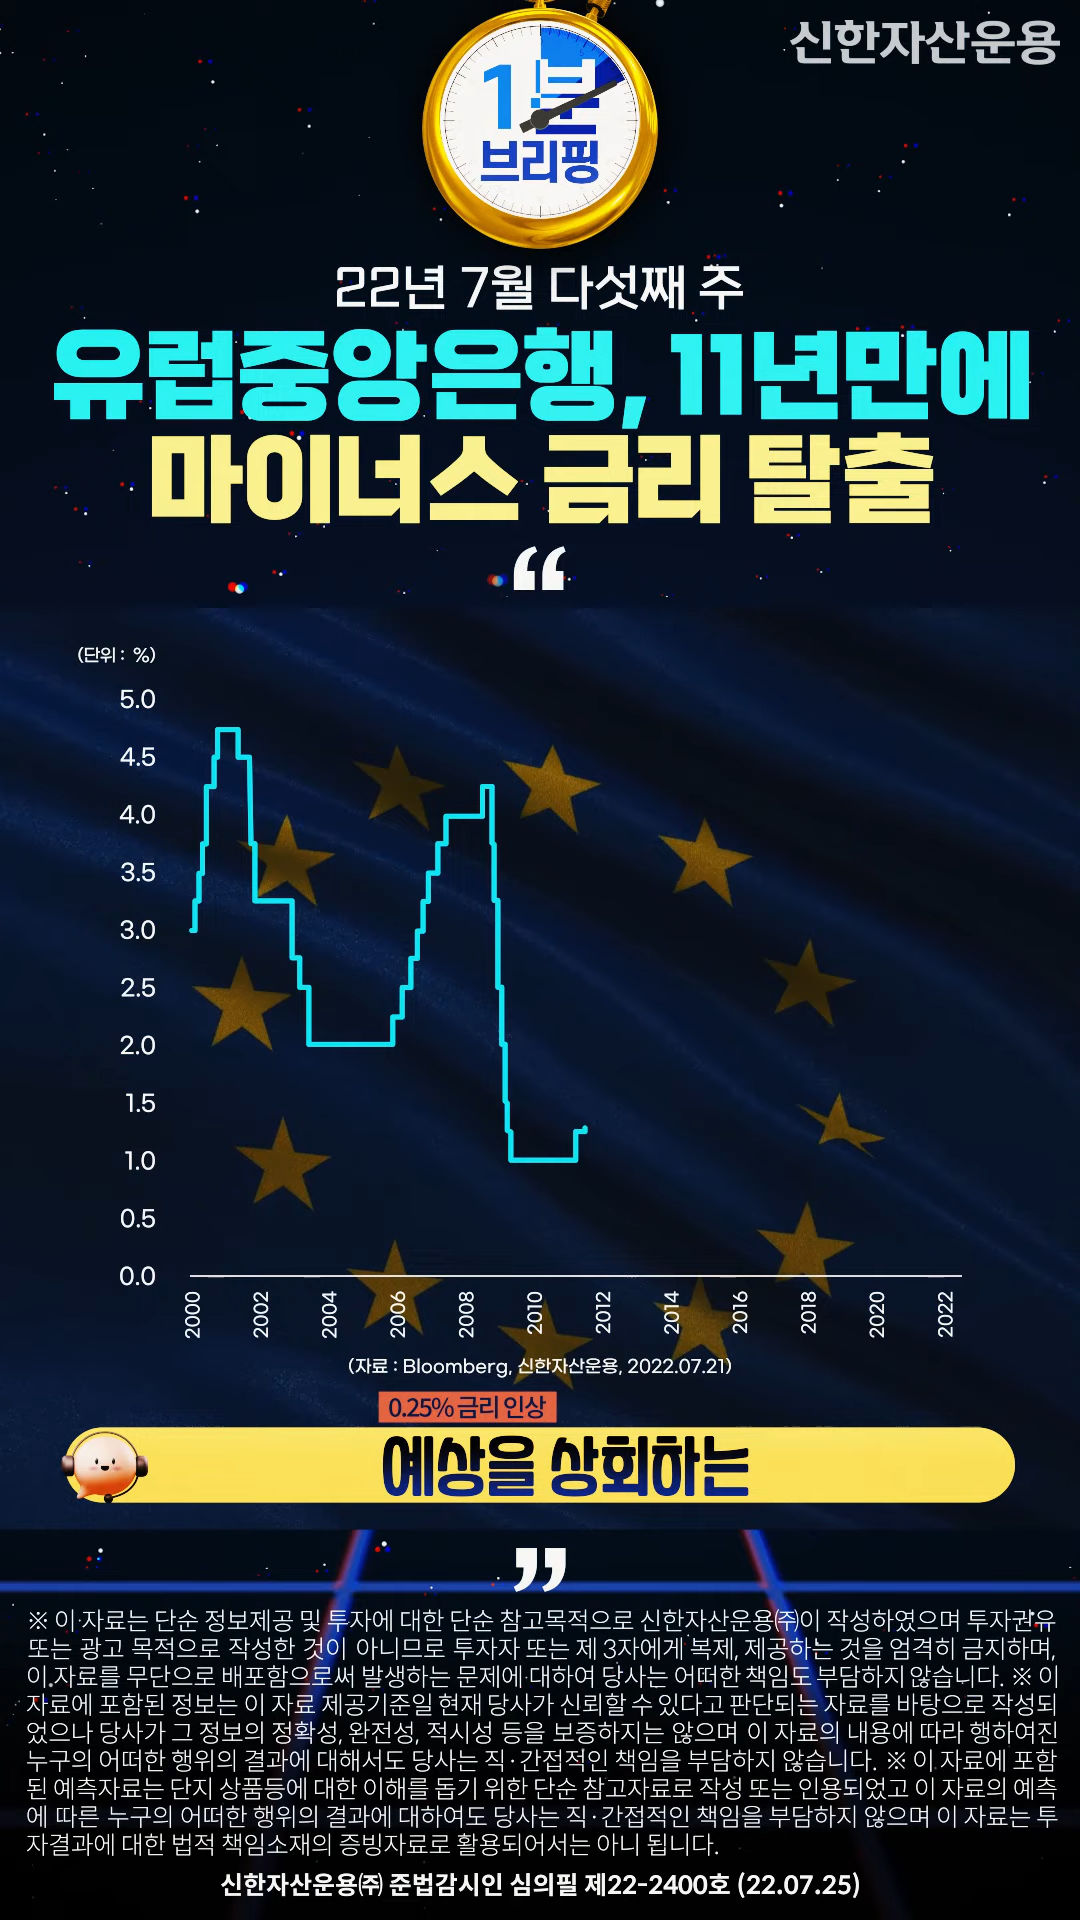 신한자산운용
1분
브리핑
22년 7월 다섯째 주
유럽중앙은행, 11년만에
마이너스 금리 탈출
“
(단위 : %)
5.0
4.5
4.0
3.5
3.0
2.5
2.0
1.5
1.0
0.5
0.0
2000 2002 2004 2006 2008 2010 2012 2014 2016 2018 2020 2022
(자료 : Bloomberg, 신한자산운용, 2022.07.21)
0.25% 금리 인상
예상을 상회하는
”
※ 이 자료는 단순 정보제공 및 투자에 대한 단순 참고목적으로 신한자산운용㈜이 작성하였으며 투자권유
또는 광고 목적으로 작성한 것이 아니므로 투자자 또는 제 3자에게 복제, 제공하는 것을 엄격히 금지하며,
이 자료를 무단으로 배포함으로써 발생하는 문제에 대하여 당사는 어떠한 책임도 부담하지 않습니다. ※ 이
자료에 포함된 정보는 이 자료 제공기준일 현재 당사가 신뢰할 수 있다고 판단되는 자료를 바탕으로 작성되
었으나 당사가 그 정보의 정확성, 완전성, 적시성 등을 보증하지는 않으며 이 자료의 내용에 따라 행하여진
누구의 어떠한 행위의 결과에 대해서도 당사는 직·간접적인 책임을 부담하지 않습니다. ※ 이 자료에 포함
된 예측자료는 단지 상품등에 대한 이해를 돕기 위한 단순 참고자료로 작성 또는 인용되었고 이 자료의 예측
에 따른 누구의 어떠한 행위의 결과에 대하여도 당사는 직·간접적인 책임을 부담하지 않으며 이 자료는 투
자결과에 대한 법적 책임소재의 증빙자료로 활용되어서는 아니 됩니다.
신한자산운용㈜ 준법감시인 심의필 제22-2400호 (22.07.25)